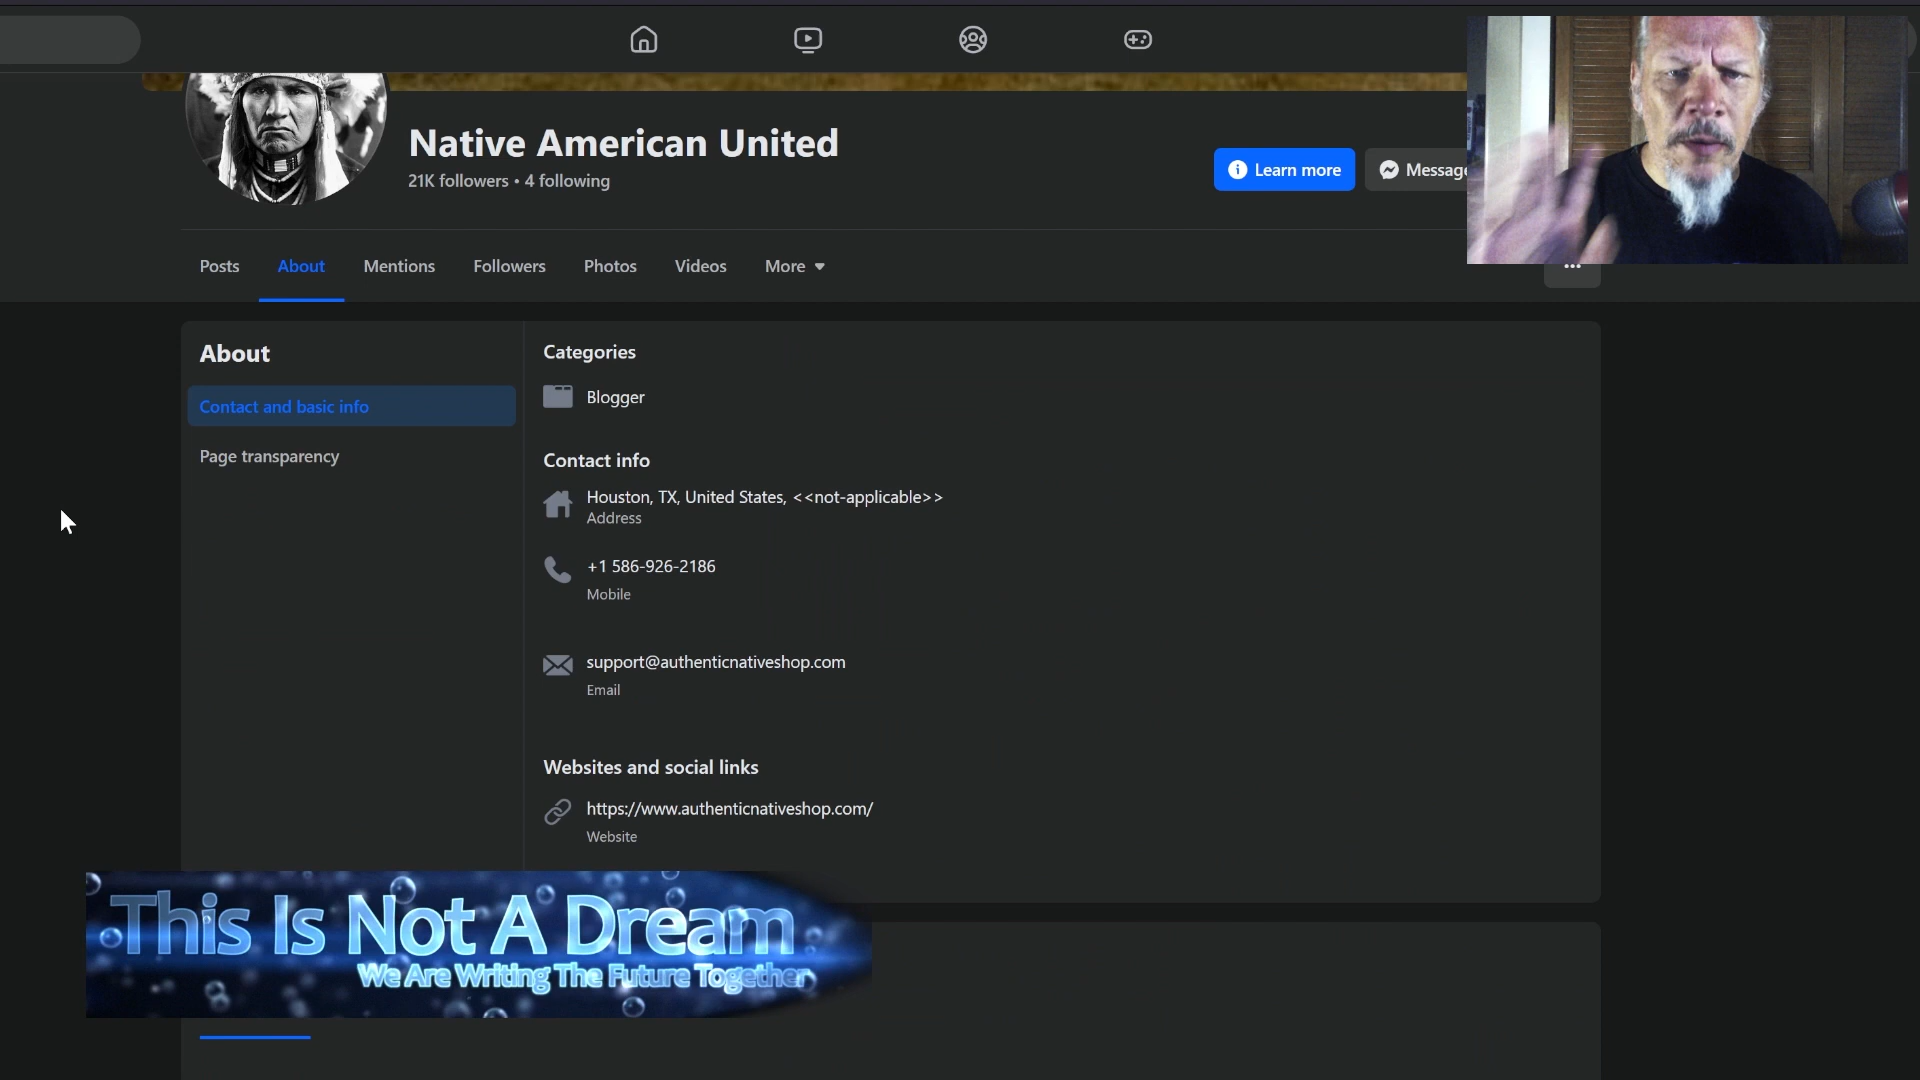 Native American United
21K followers • 4 following
Learn more
Message
Posts
About
Mentions
Followers
Photos
Videos
More
About
Contact and basic info
Page transparency
Categories
Blogger
Contact info
Houston, TX, United States, <<not-applicable>>
Address
+1 586-926-2186
Mobile
support@authenticnativeshop.com
Email
Websites and social links
https://www.authenticnativeshop.com/
Website
This Is Not A Dream
We Are Writing The Future Together